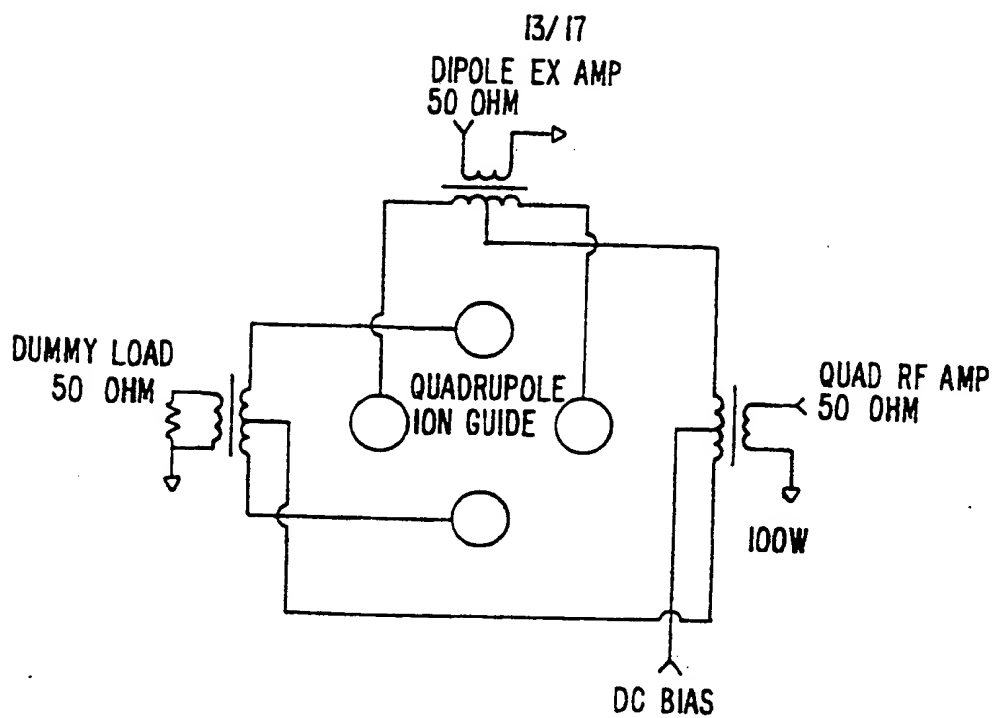 13/17
DIPOLE EX AMP
50 OHM
DUMMY LOAD
50 OHM
QUADRUPOLE
ION GUIDE
QUAD RF AMP
50 OHM
100W
DC BIAS